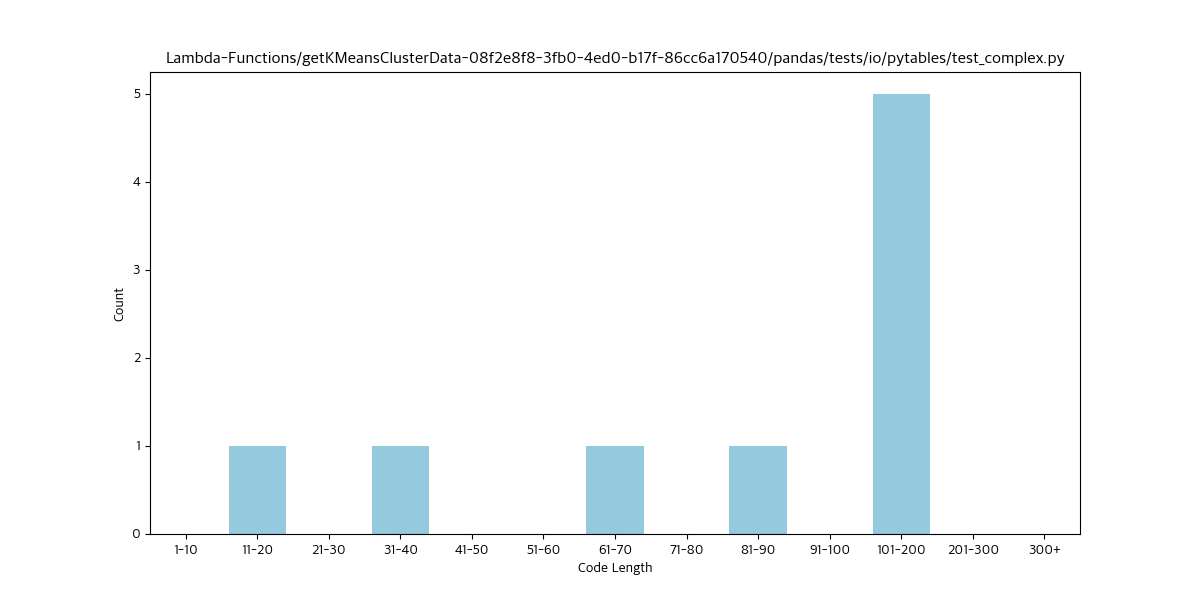 Lambda-Functions/getKMeansClusterData-08f2e8f8-3fb0-4ed0-b17f-86cc6a170540/pandas/tests/io/pytables/test_complex.py
5
4
3
2
1
0
Count
1-10 11-20 21-30 31-40 41-50 51-60 61-70 71-80 81-90 91-100 101-200 201-300 300+
Code Length